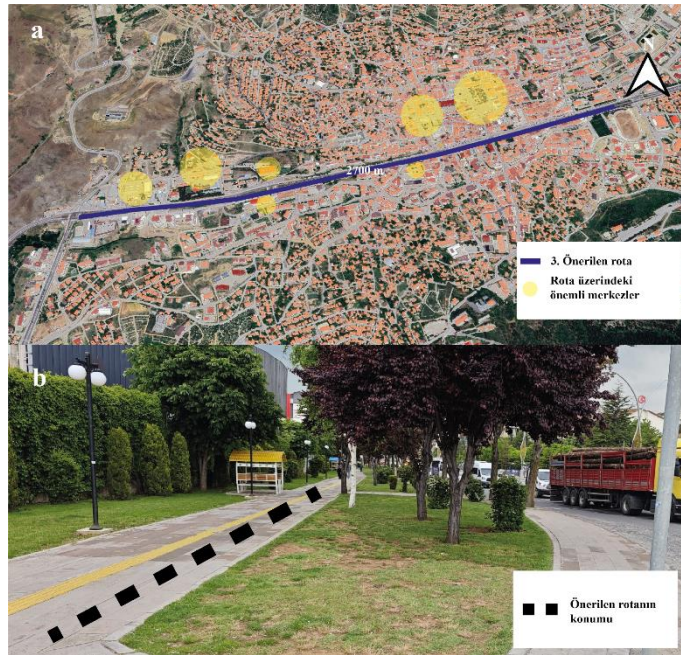 a
N
2700 m
3. Önerilen rota
Rota üzerindeki
önemli merkezler
b
Önerilen rotanın
konumu